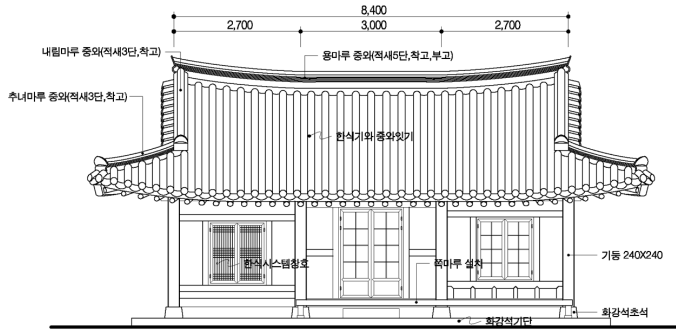 8,400
2,700
3,000
2,700
내림마루 중와(적새3단,착고)
용마루 중와(적새5단,착고,부고)
추녀마루 중와(적새3단,착고)
한식기와 중와잇기
한식시스템창호
쪽마루 설치
기둥 240X240
화강석초석
화강석기단